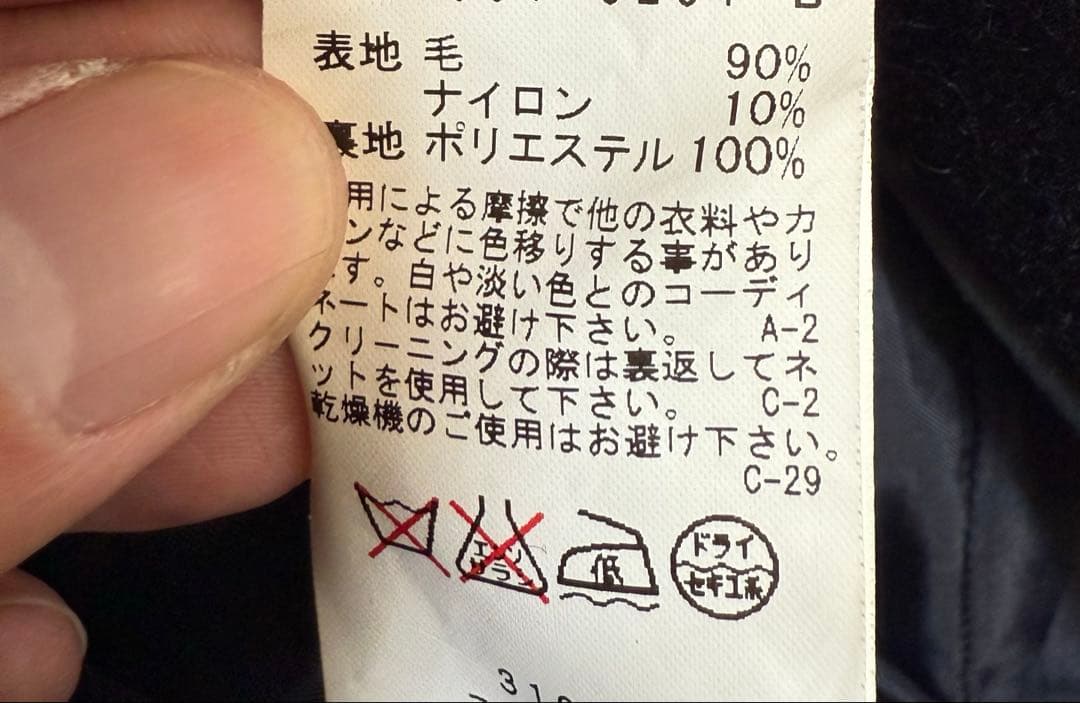 表地 毛 90%
ナイロン 10%
裏地 ポリエステル 100%
用による摩擦で他の衣料やカ
ンなどに色移りする事があり
す。白や淡い色とのコーディ
ネートはお避け下さい。 A-2
クリーニングの際は裏返してネ
ットを使用して下さい。 C-2
乾燥機のご使用はお避け下さい。
C-29
低
ドライ
セキユ系
310